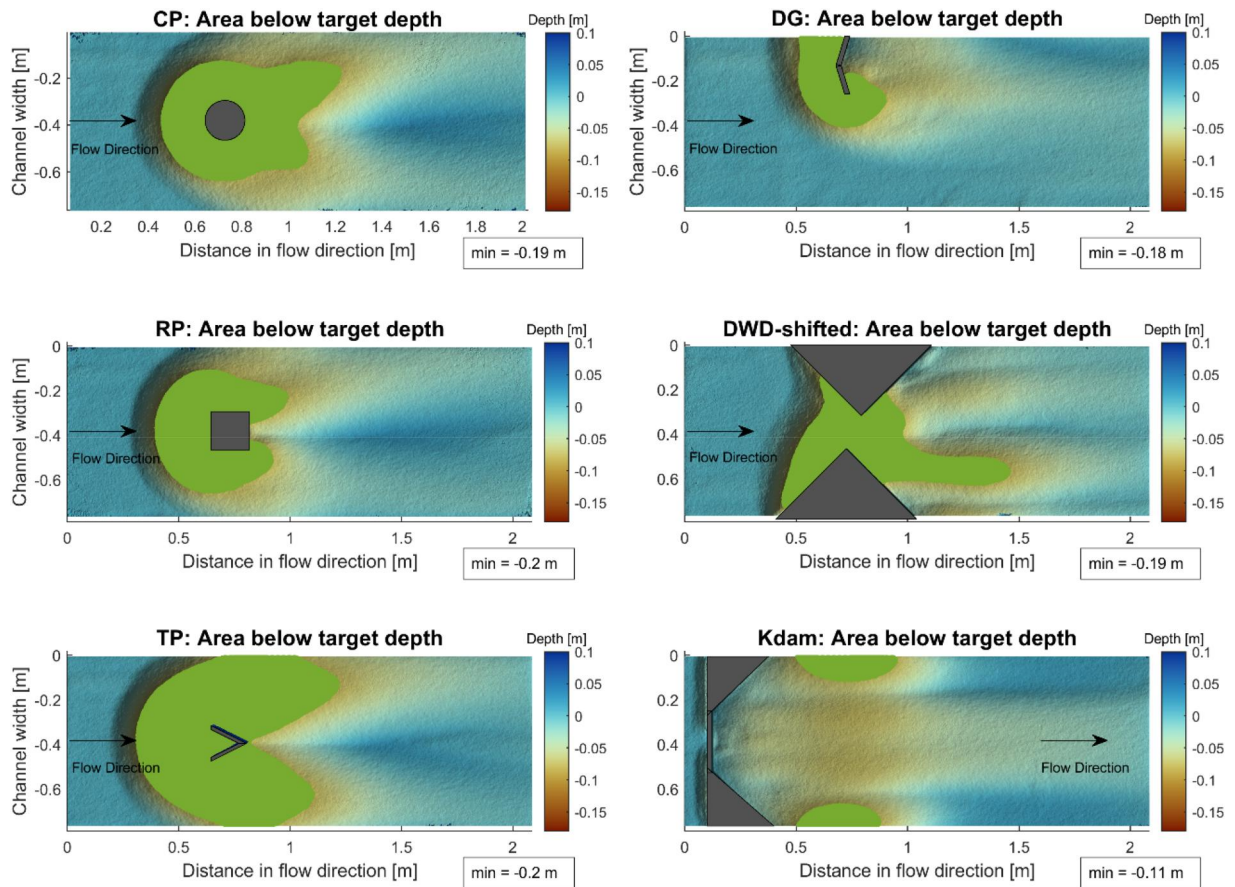 CP: Area below target depth
Depth [m]
0.1
0.05
0
-0.05
-0.1
-0.15
Channel width [m]
-0.2
-0.4
-0.6
Flow Direction
0.2 0.4 0.6 0.8 1 1.2 1.4 1.6 1.8 2
Distance in flow direction [m]
min = -0.19 m
DG: Area below target depth
Depth [m]
0.1
0.05
0
-0.05
-0.1
-0.15
Channel width [m]
0
-0.2
-0.4
-0.6
Flow Direction
0 0.5 1 1.5 2
Distance in flow direction [m]
min = -0.18 m
RP: Area below target depth
Depth [m]
0.1
0.05
0
-0.05
-0.1
-0.15
Channel width [m]
0
-0.2
-0.4
-0.6
Flow Direction
0 0.5 1 1.5 2
Distance in flow direction [m]
min = -0.2 m
DWD-shifted: Area below target depth
Depth [m]
0.1
0.05
0
-0.05
-0.1
-0.15
Channel width [m]
0
0.2
0.4
0.6
Flow Direction
0 0.5 1 1.5 2
Distance in flow direction [m]
min = -0.19 m
TP: Area below target depth
Depth [m]
0.1
0.05
0
-0.05
-0.1
-0.15
Channel width [m]
0
0.2
-0.4
0.6
Flow Direction
0 0.5 1 1.5 2
Distance in flow direction [m]
min = -0.2 m
Kdam: Area below target depth
Depth [m]
0.1
0.05
0
-0.05
-0.1
-0.15
Channel width [m]
0
0.2
0.4
0.6
Flow Direction
0 0.5 1 1.5 2
Distance in flow direction [m]
min = -0.11 m